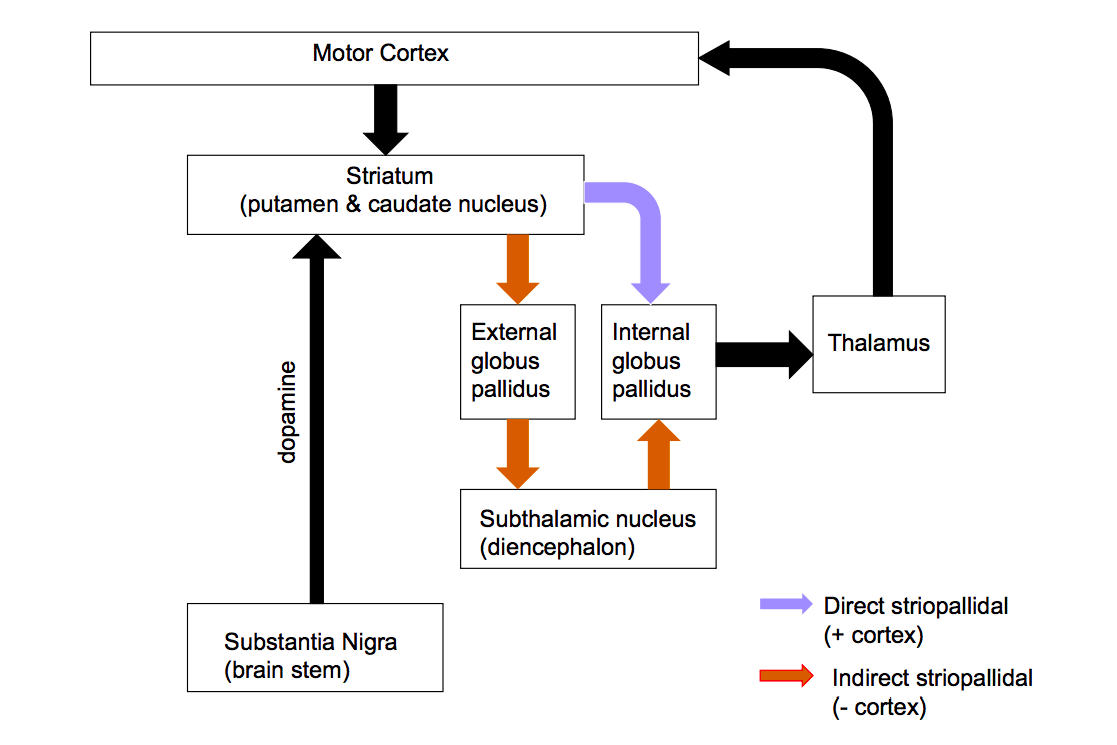 Motor Cortex
Striatum
(putamen & caudate nucleus)
External
globus
pallidus
Internal
globus
pallidus
Thalamus
dopamine
Subthalamic nucleus
(diencephalon)
Substantia Nigra
(brain stem)
Direct striopallidal
(+ cortex)
Indirect striopallidal
(- cortex)